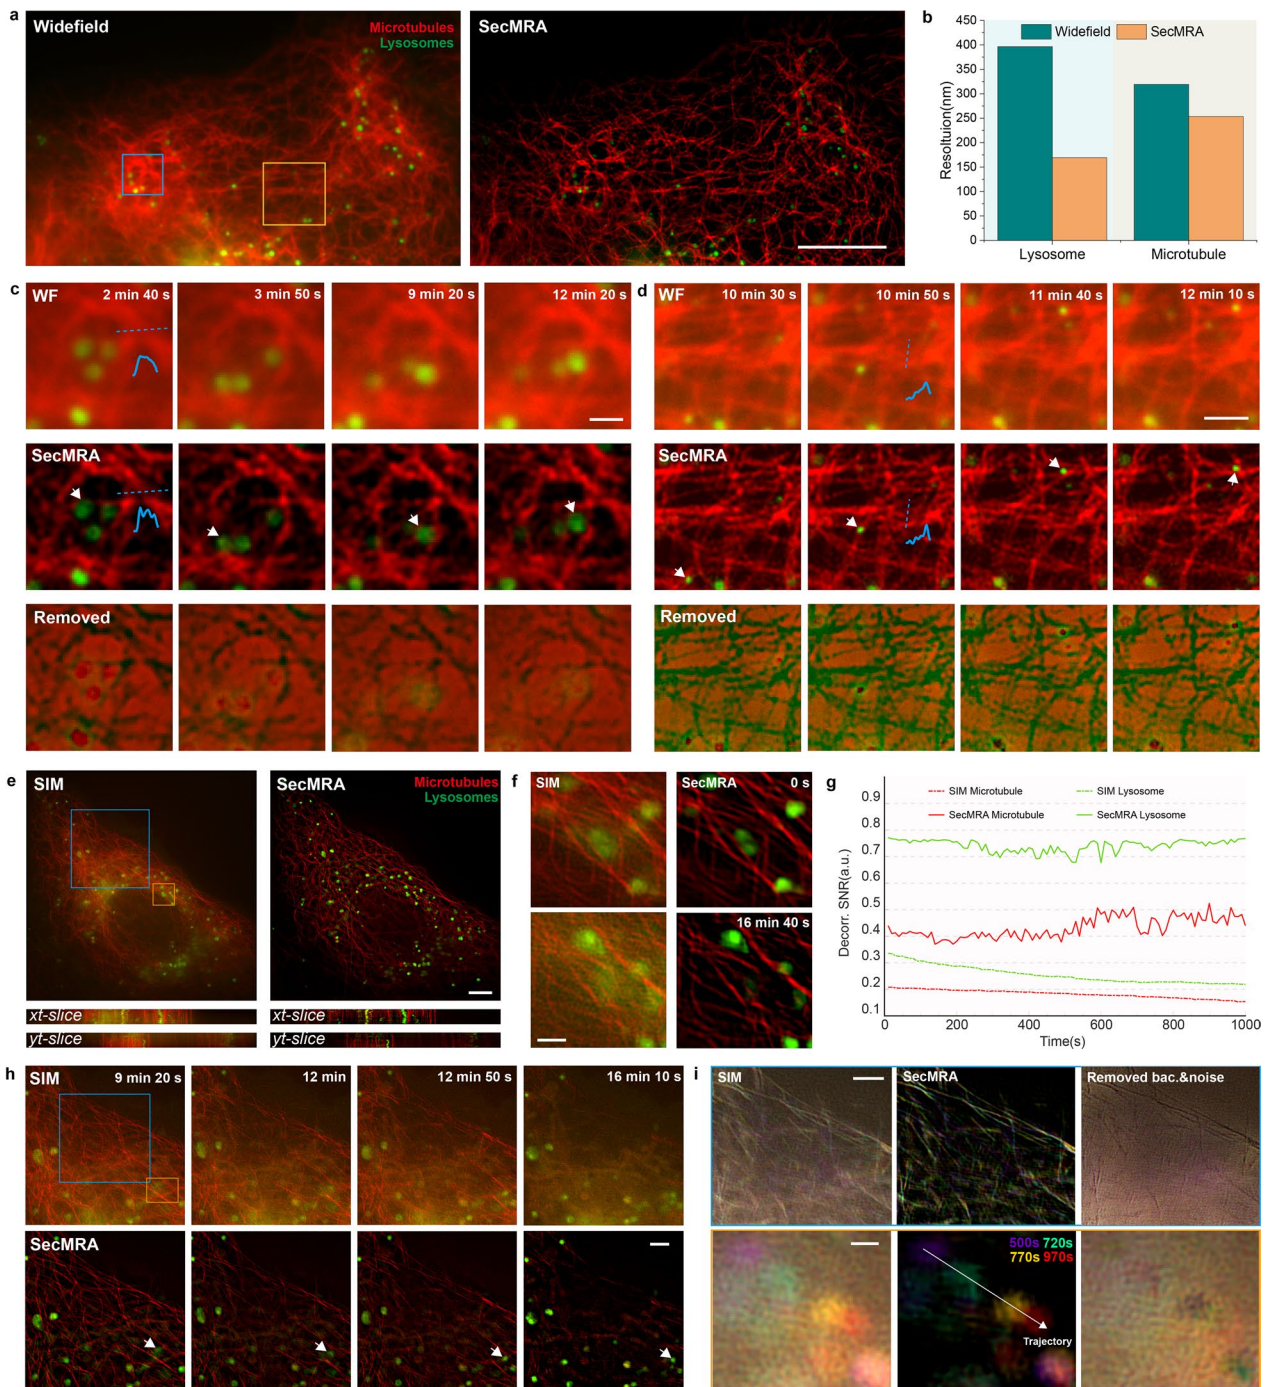 a
Widefield
Microtubules
Lysosomes
SecMRA
b
450
400
350
300
250
200
150
100
50
0
Resoltuion(nm)
Widefield
SecMRA
Lysosome
Microtubule
c
WF
2 min 40 s
3 min 50 s
9 min 20 s
12 min 20 s
SecMRA
Removed
d
WF
10 min 30 s
10 min 50 s
11 min 40 s
12 min 10 s
SecMRA
Removed
e
SIM
SecMRA
Microtubules
Lysosomes
xt-slice
yt-slice
xt-slice
yt-slice
f
SIM
SecMRA
0 s
16 min 40 s
g
Decorr. SNR(a.u.)
0.9
0.8
0.7
0.6
0.5
0.4
0.3
0.2
0.1
SIM Microtubule
SIM Lysosome
SecMRA Microtubule
SecMRA Lysosome
0
200
400
600
800
1000
Time(s)
h
SIM
9 min 20 s
12 min
12 min 50 s
16 min 10 s
SecMRA
i
SIM
SecMRA
Removed bac.&noise
500s 720s
770s 970s
Trajectory